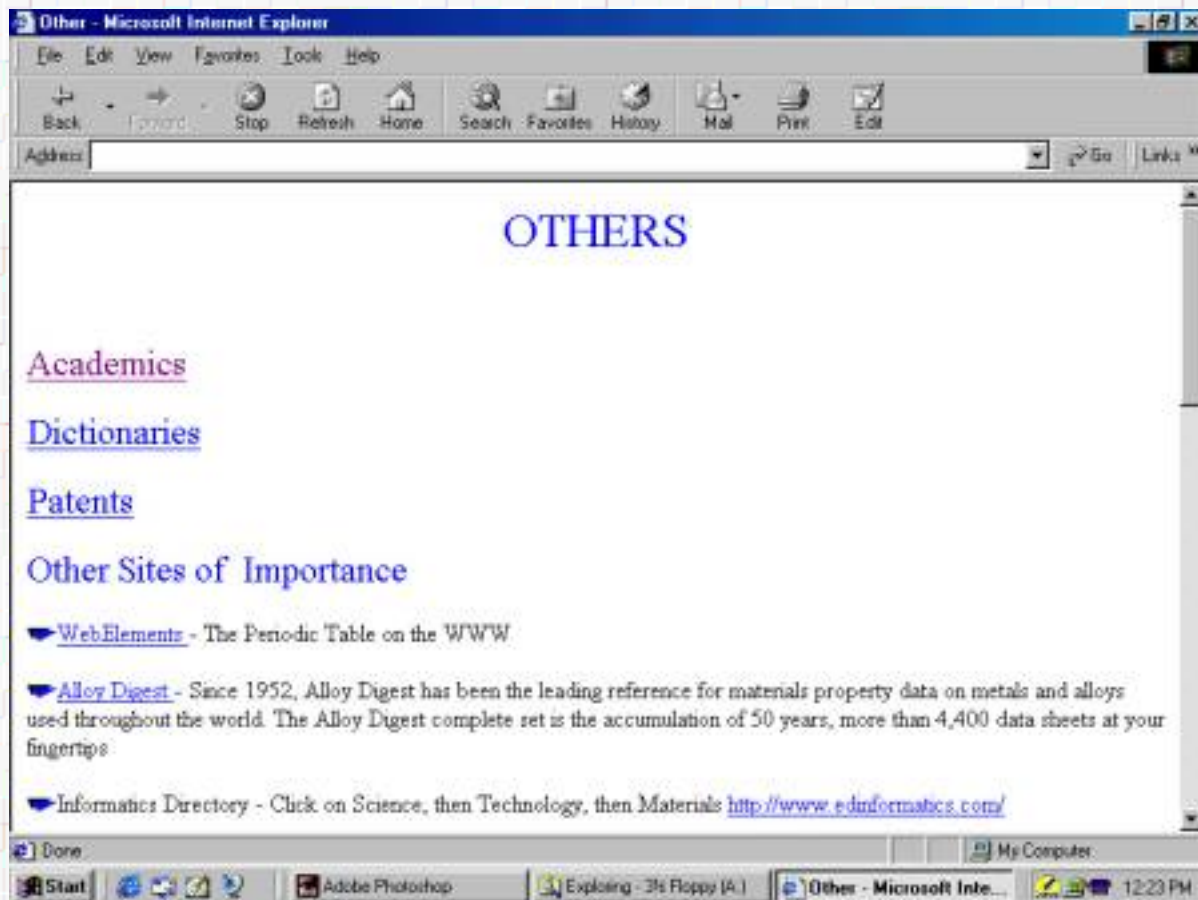 Other - Microsoft Internet Explorer
File Edit View Favorites Tools Help
Back Forward Stop Refresh Home Search Favorites History Mail Print Edit
Address Go Links »
OTHERS
Academics
Dictionaries
Patents
Other Sites of Importance
WebElements - The Periodic Table on the WWW
Alloy Digest - Since 1952, Alloy Digest has been the leading reference for materials property data on metals and alloys
used throughout the world. The Alloy Digest complete set is the accumulation of 50 years, more than 4,400 data sheets at your
fingertips
Informatics Directory - Click on Science, then Technology, then Materials http://www.edinformatics.com/
Done My Computer
Start Adobe Photoshop Exploring - 3½ Floppy (A:) Other - Microsoft Inte... 12:23 PM